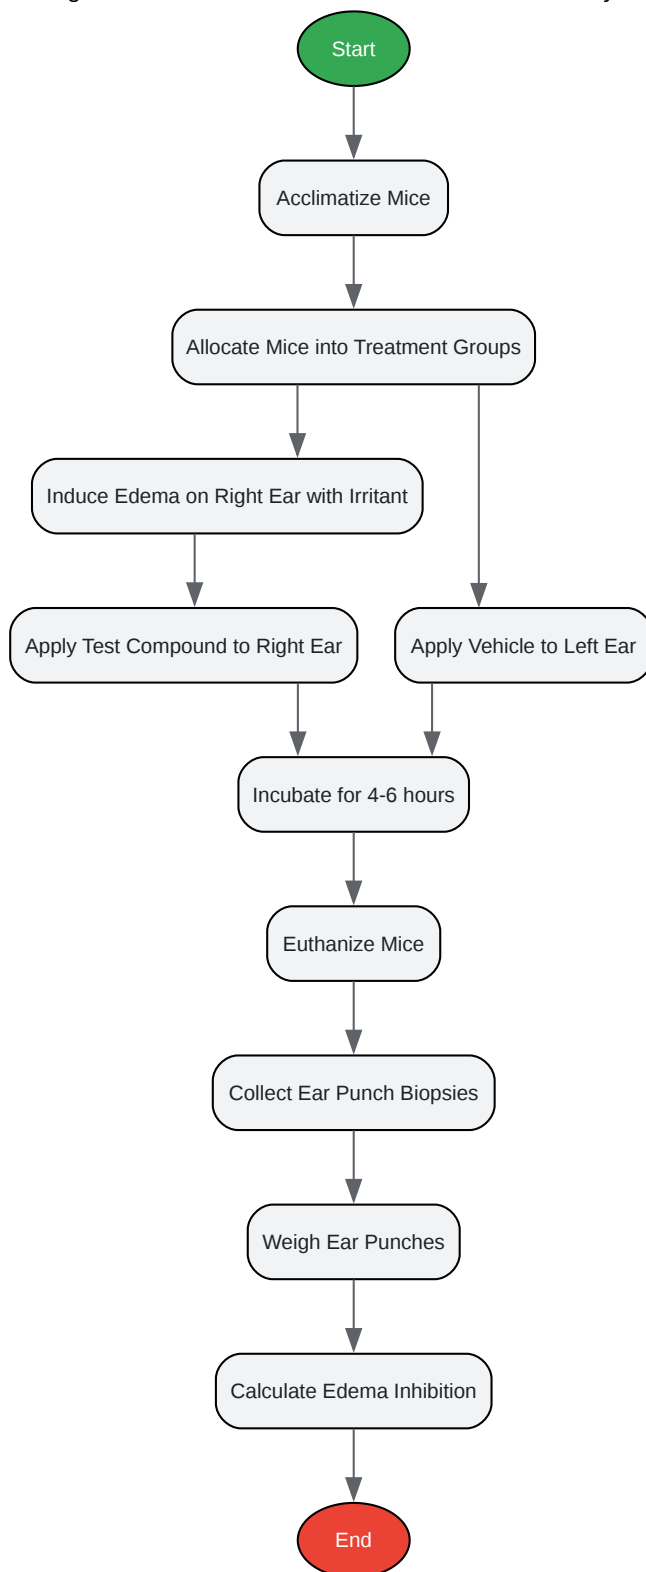 Start
Acclimatize Mice
Allocate Mice into Treatment Groups
Induce Edema on Right Ear with Irritant
Apply Test Compound to Right Ear
Apply Vehicle to Left Ear
Incubate for 4-6 hours
Euthanize Mice
Collect Ear Punch Biopsies
Weigh Ear Punches
Calculate Edema Inhibition
End